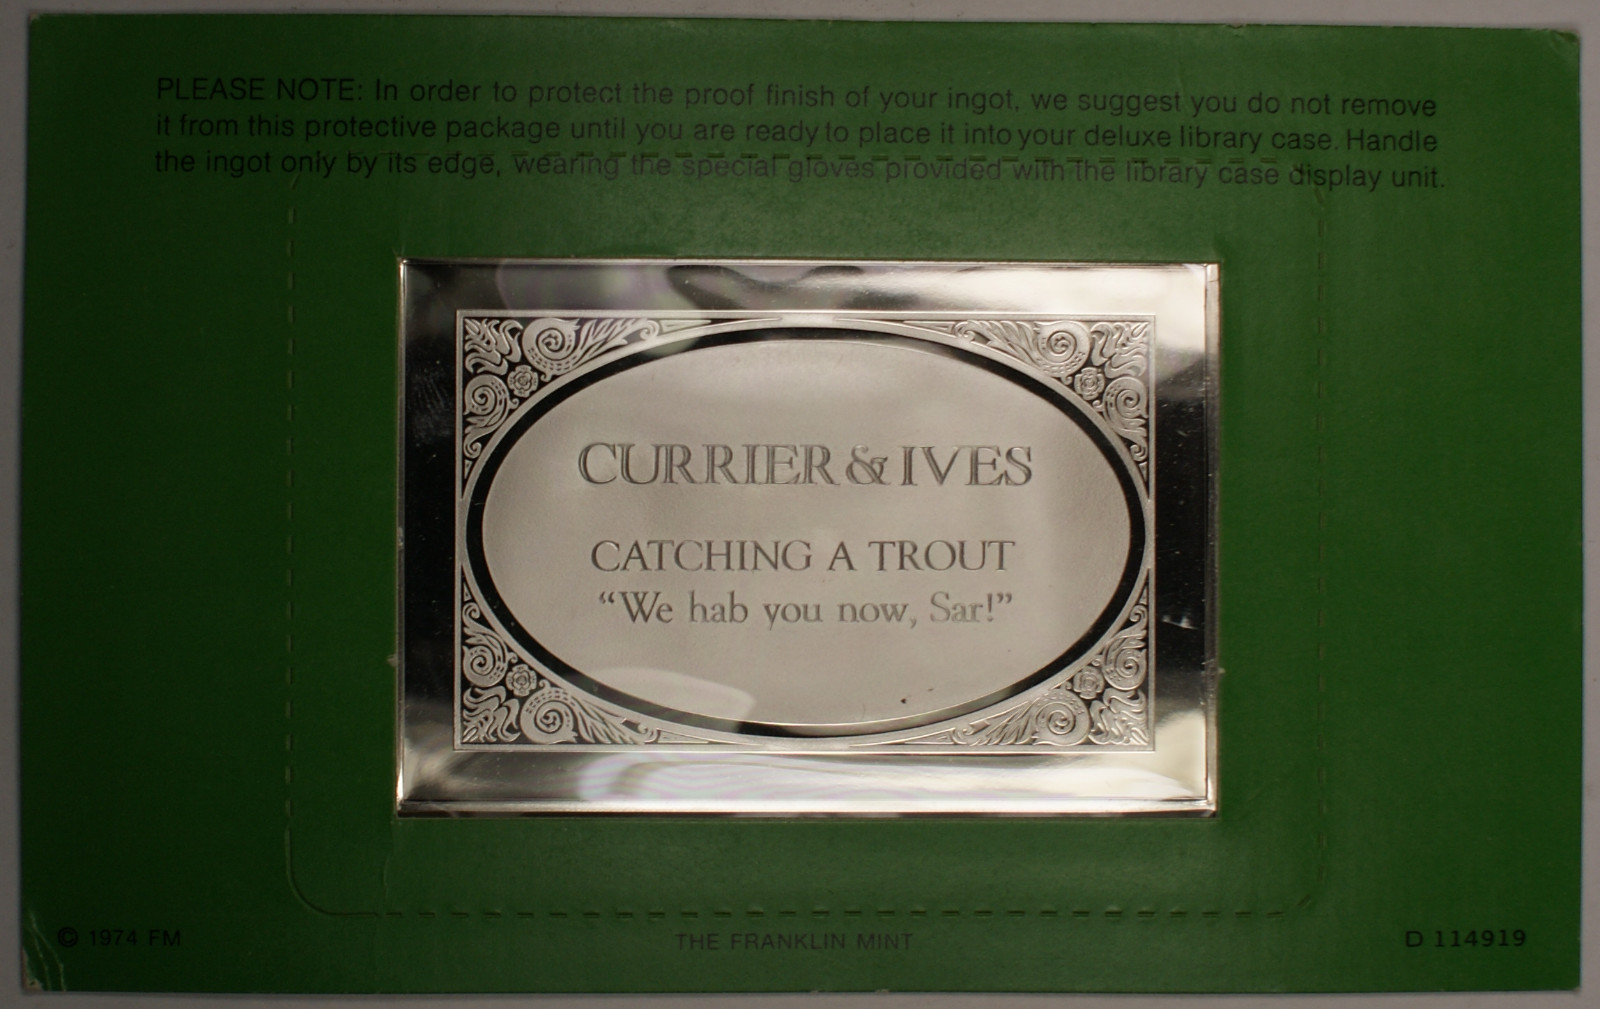 PLEASE NOTE: In order to protect the proof finish of your ingot, we suggest you do not remove
it from this protective package until you are ready to place it into your deluxe library case. Handle
the ingot only by its edge, wearing the special gloves provided with the library case display unit.
CURRIER & IVES
CATCHING A TROUT
“We hab you now, Sar!”
© 1974 FM
THE FRANKLIN MINT
D 114919